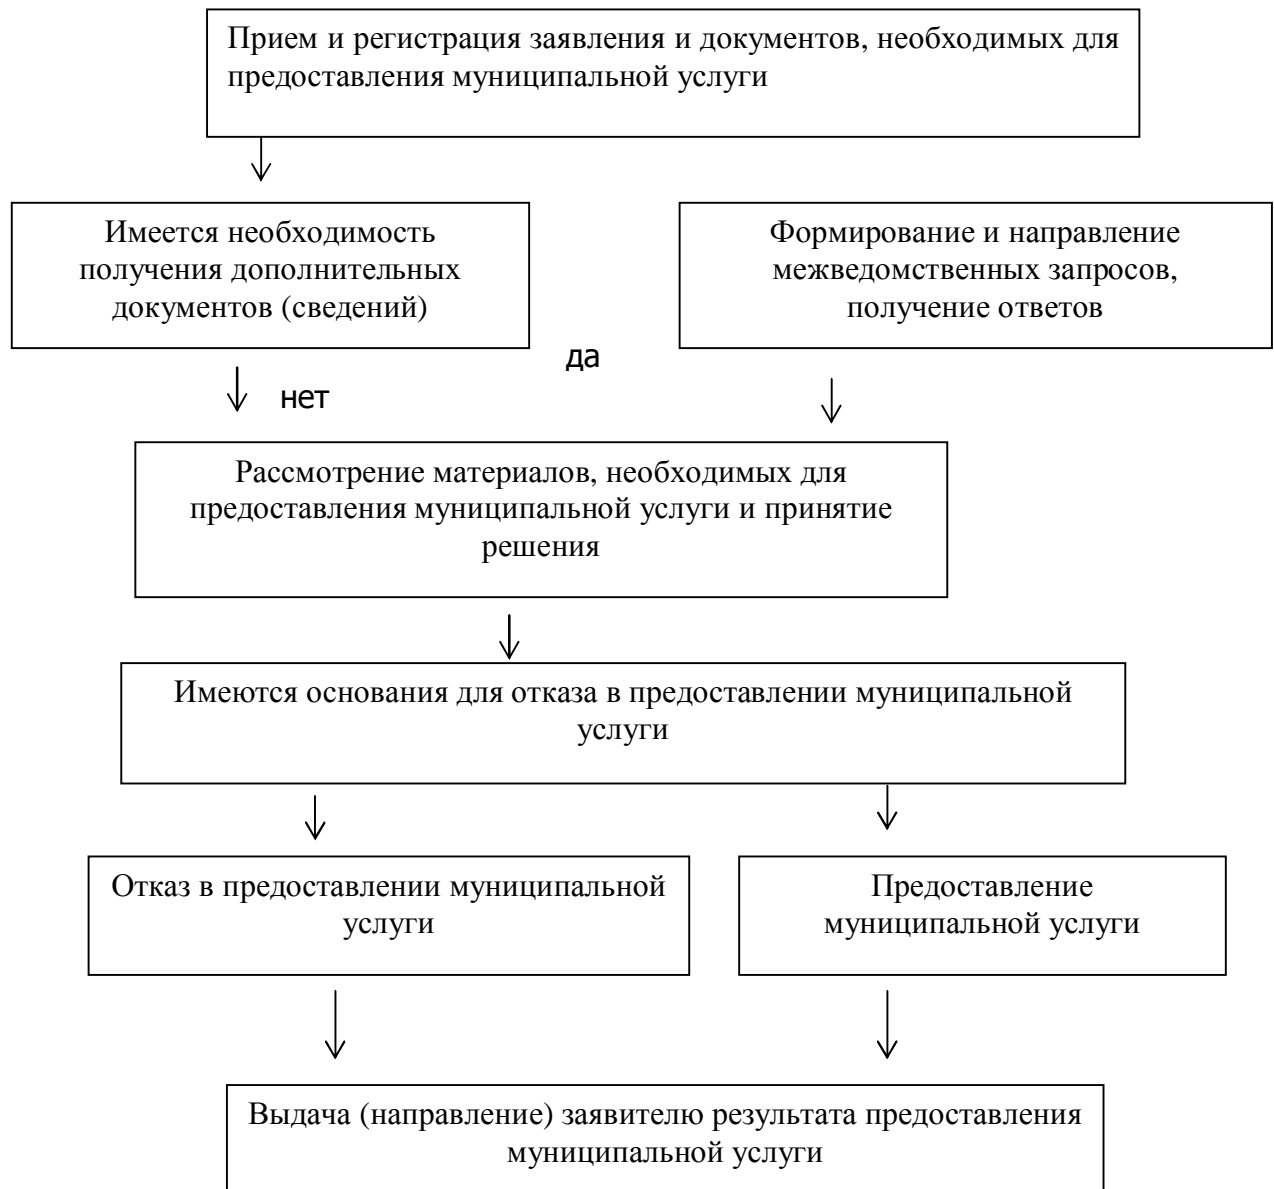 Прием и регистрация заявления и документов, необходимых для
предоставления муниципальной услуги
Имеется необходимость
получения дополнительных
документов (сведений)
Формирование и направление
межведомственных запросов,
получение ответов
да
нет
Рассмотрение материалов, необходимых для
предоставления муниципальной услуги и принятие
решения
Имеются основания для отказа в предоставлении муниципальной
услуги
Отказ в предоставлении муниципальной
услуги
Предоставление
муниципальной услуги
Выдача (направление) заявителю результата предоставления
муниципальной услуги